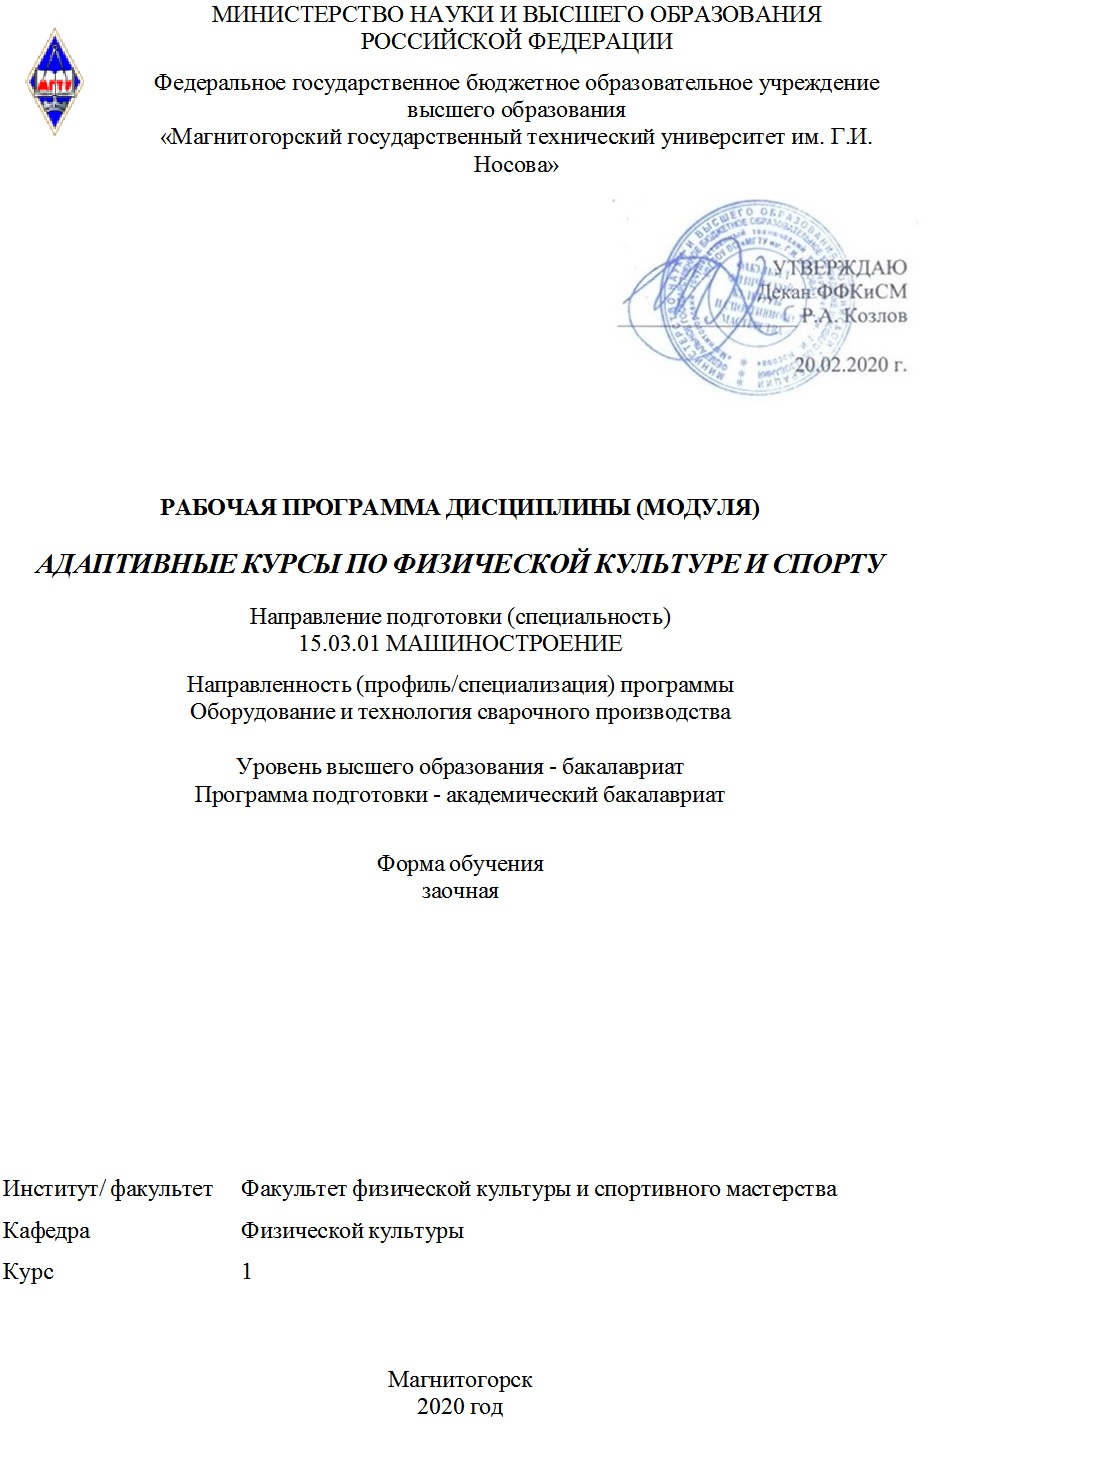 МИНИСТЕРСТВО НАУКИ И ВЫСШЕГО ОБРАЗОВАНИЯ
РОССИЙСКОЙ ФЕДЕРАЦИИ
МГТУ
Федеральное государственное бюджетное образовательное учреждение
высшего образования
«Магнитогорский государственный технический университет им. Г.И.
Носова»
УТВЕРЖДАЮ
Декан ФФКиСМ
Р.А. Козлов
20.02.2020 г.
РАБОЧАЯ ПРОГРАММА ДИСЦИПЛИНЫ (МОДУЛЯ)
АДАПТИВНЫЕ КУРСЫ ПО ФИЗИЧЕСКОЙ КУЛЬТУРЕ И СПОРТУ
Направление подготовки (специальность)
15.03.01 МАШИНОСТРОЕНИЕ
Направленность (профиль/специализация) программы
Оборудование и технология сварочного производства
Уровень высшего образования - бакалавриат
Программа подготовки - академический бакалавриат
Форма обучения
заочная
Институт/ факультет Факультет физической культуры и спортивного мастерства
Кафедра Физической культуры
Курс 1
Магнитогорск
2020 год